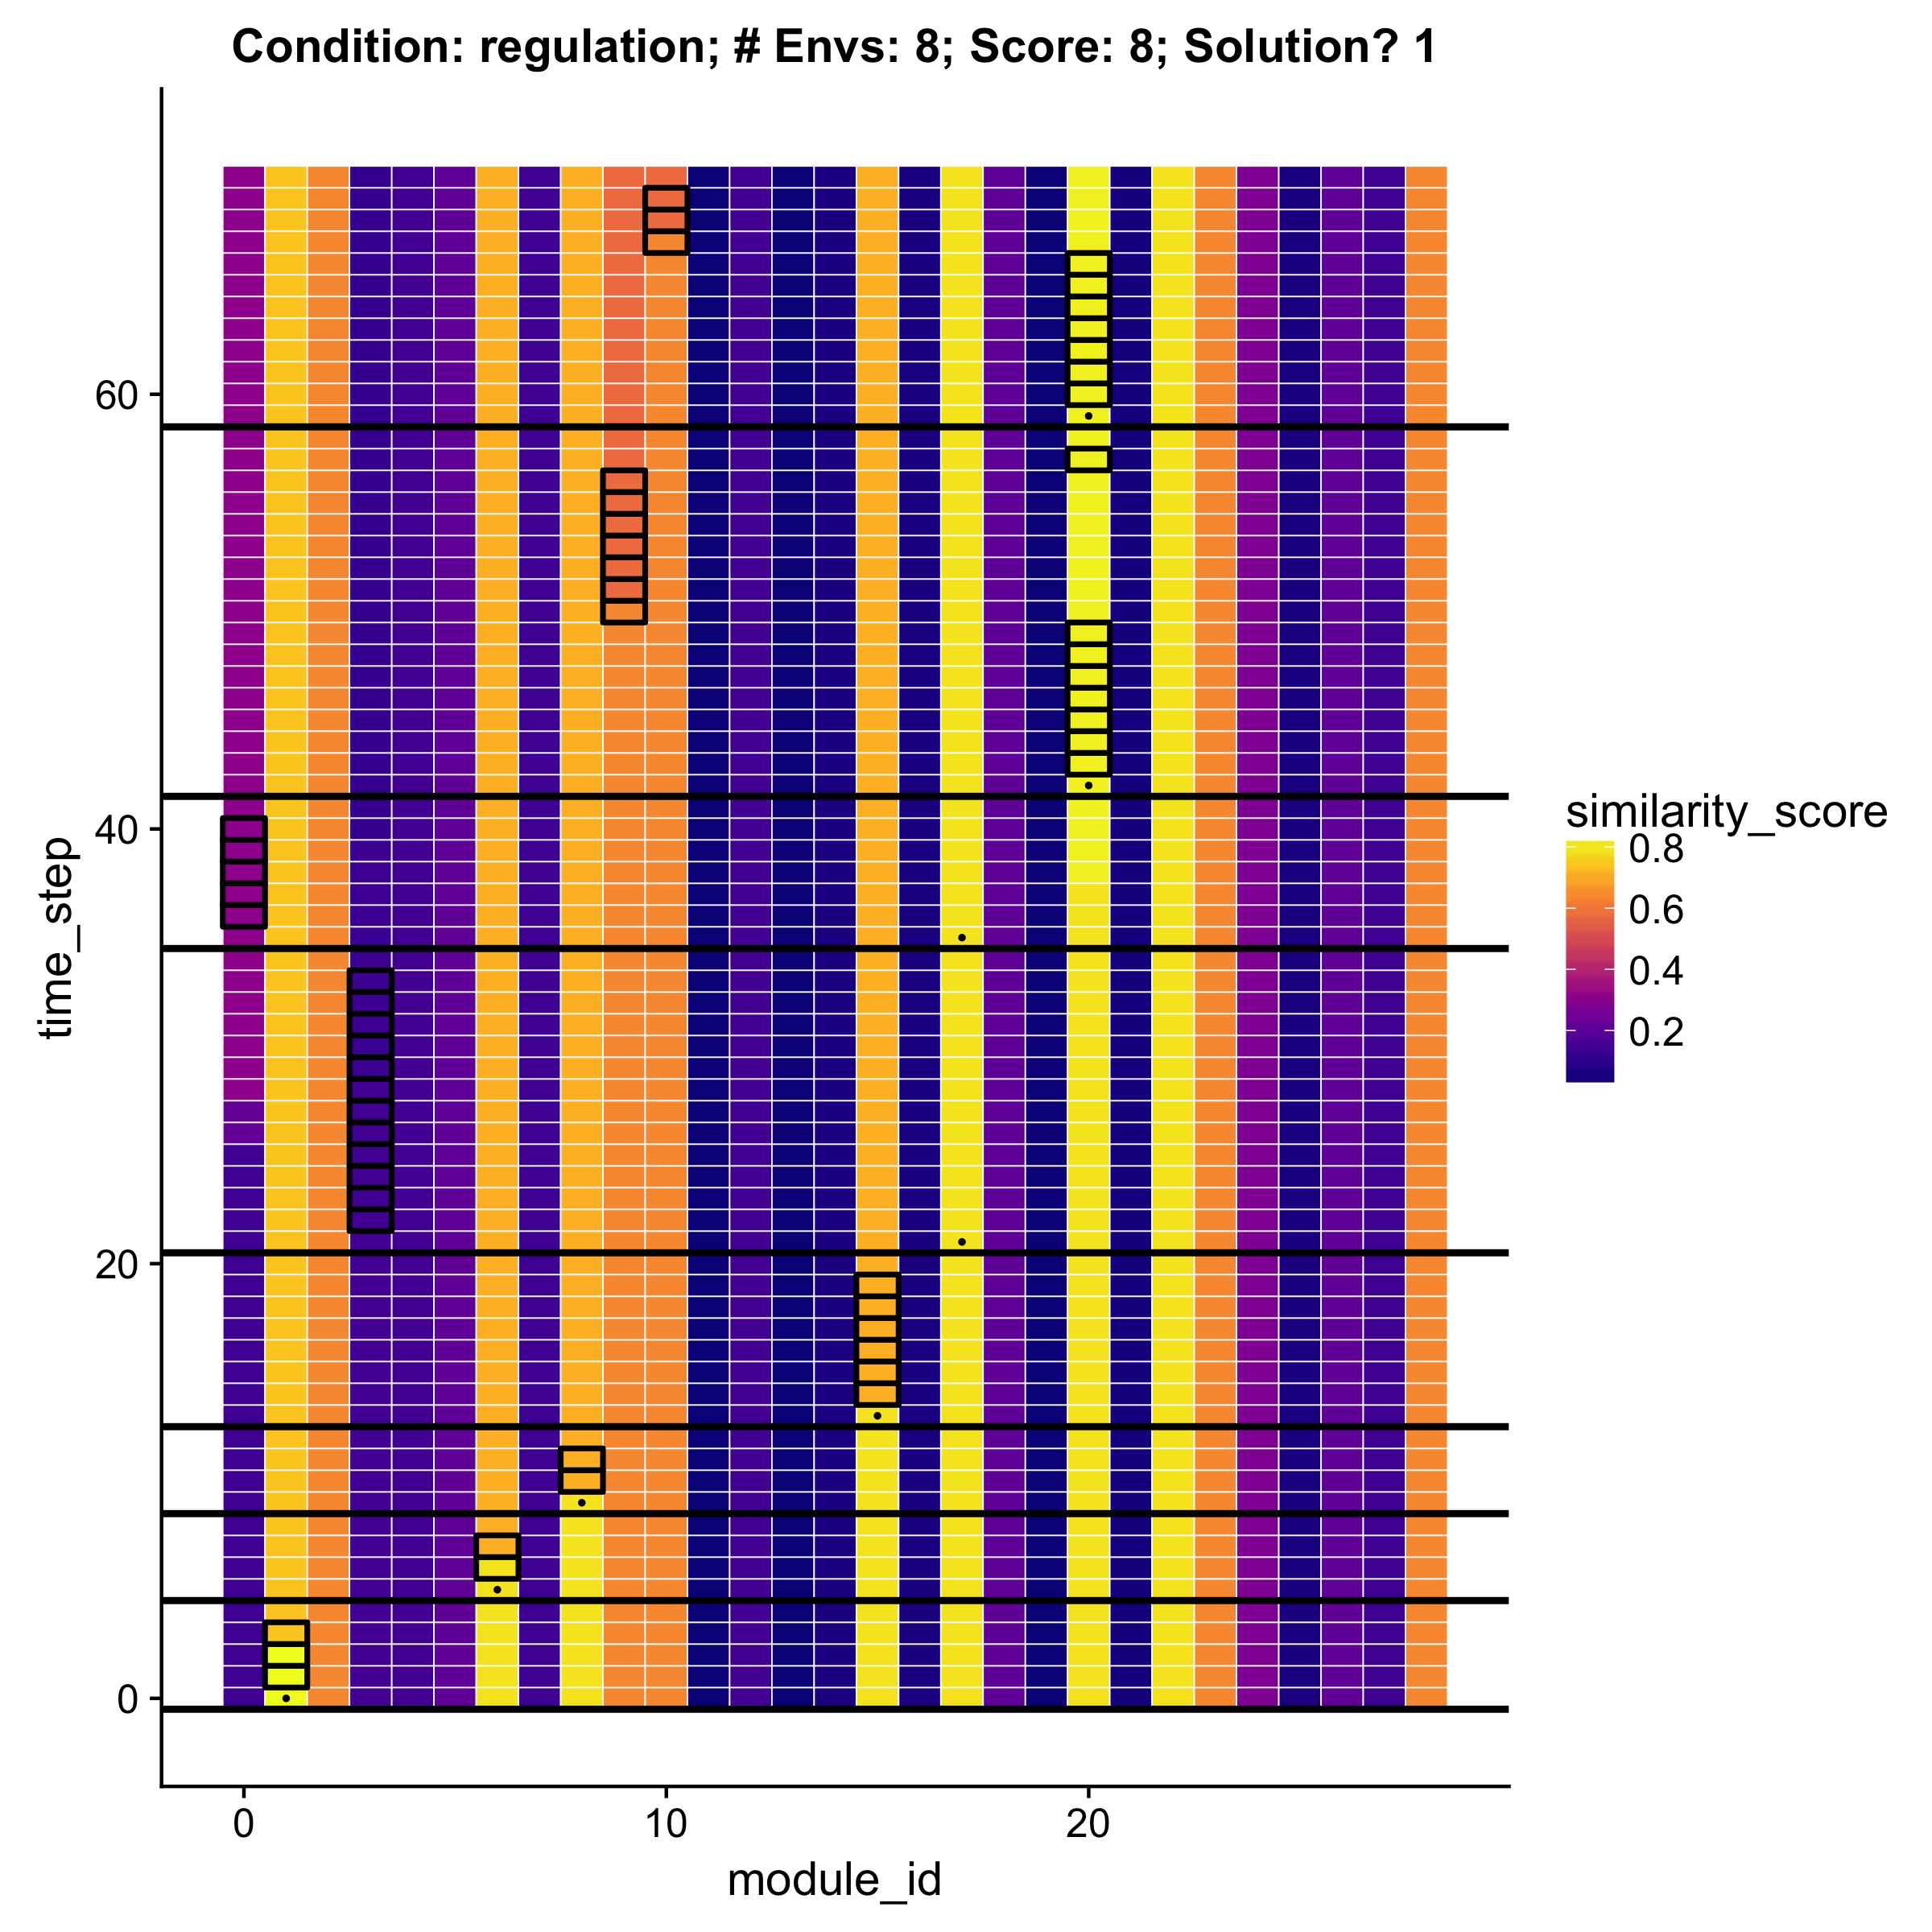 Condition: regulation; # Envs: 8; Score: 8; Solution? 1
time_step
60
40
20
0
0
10
20
module_id
similarity_score
0.8
0.6
0.4
0.2